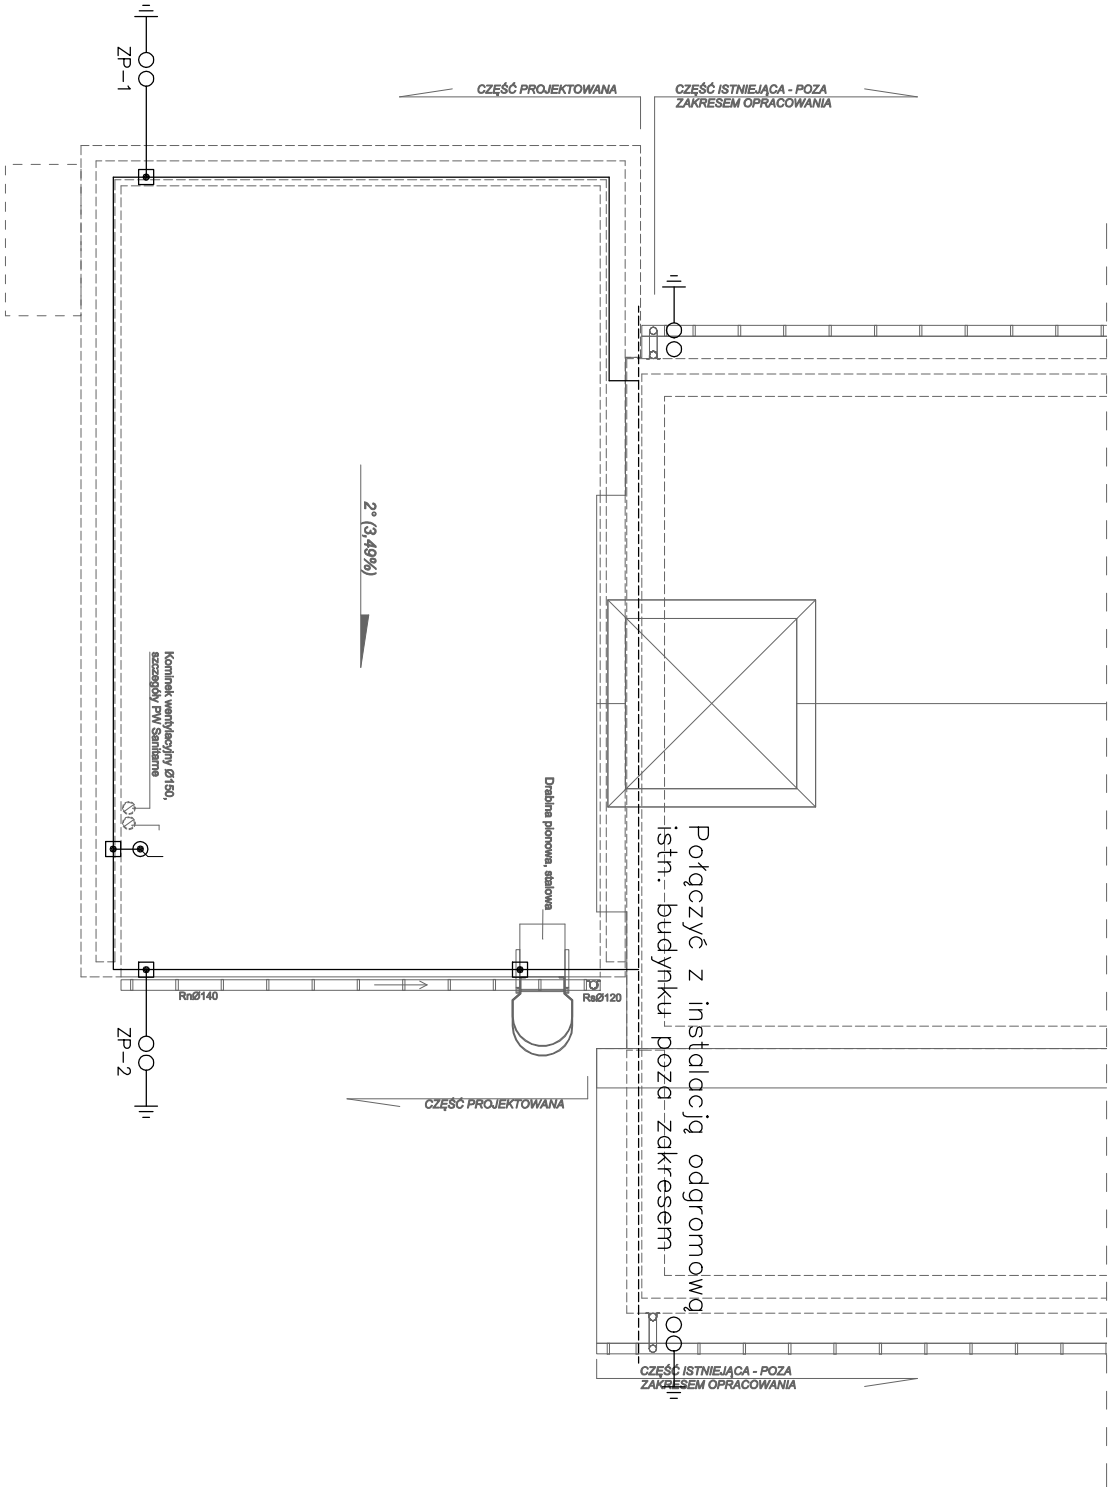 ZP-1
CZĘŚĆ PROJEKTOWANA
CZĘŚĆ ISTNIEJĄCA - POZA
ZAKRESEM OPRACOWANIA
2° (3,49%)
Kominek wentylacyjny Ø150,
szczegóły PW Sanitarne
Drabina pionowa, stalowa
Połączyć z instalacją odgromową
istn. budynku poza zakresem
RnØ140
RsØ120
ZP-2
CZĘŚĆ PROJEKTOWANA
CZĘŚĆ ISTNIEJĄCA - POZA
ZAKRESEM OPRACOWANIA